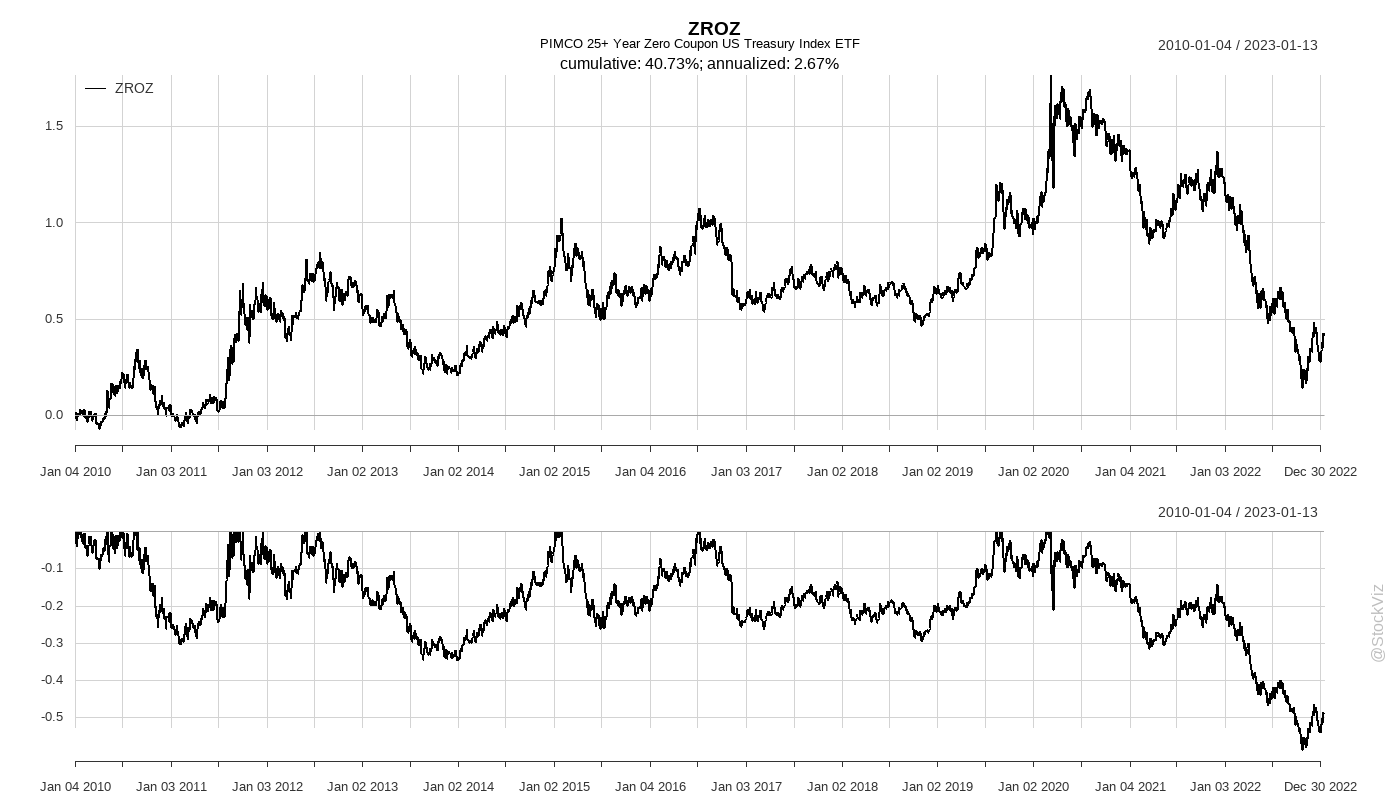 ZROZ
PIMCO 25+ Year Zero Coupon US Treasury Index ETF
2010-01-04 / 2023-01-13
cumulative: 40.73%; annualized: 2.67%
ZROZ
1.5
1.0
0.5
0.0
Jan 04 2010 Jan 03 2011 Jan 03 2012 Jan 02 2013 Jan 02 2014 Jan 02 2015 Jan 04 2016 Jan 03 2017 Jan 02 2018 Jan 02 2019 Jan 02 2020 Jan 04 2021 Jan 03 2022 Dec 30 2022
2010-01-04 / 2023-01-13
-0.1
-0.2
-0.3
-0.4
-0.5
Jan 04 2010 Jan 03 2011 Jan 03 2012 Jan 02 2013 Jan 02 2014 Jan 02 2015 Jan 04 2016 Jan 03 2017 Jan 02 2018 Jan 02 2019 Jan 02 2020 Jan 04 2021 Jan 03 2022 Dec 30 2022
@StockViz